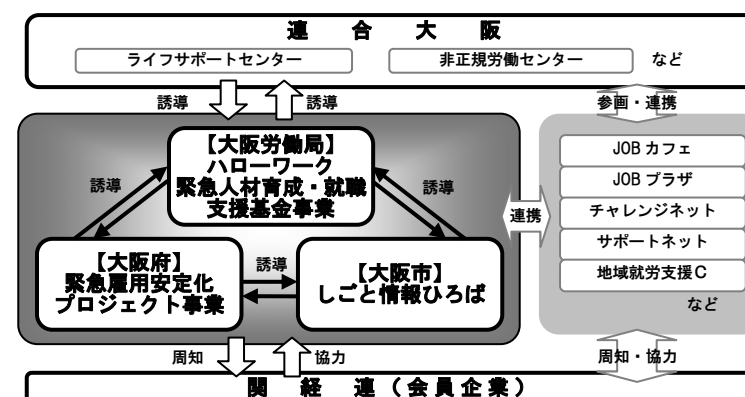 連合大阪
ライフサポートセンター
非正規労働センター
など
誘導
誘導
参画・連携
【大阪労働局】
ハローワーク
緊急人材育成・就職
支援基金事業
誘導
誘導
【大阪府】
緊急雇用安定化
プロジェクト事業
誘導
【大阪市】
しごと情報ひろば
連携
JOB カフェ
JOB プラザ
チャレンジネット
サポートネット
地域就労支援C
など
周知
協力
周知・協力
関経連(会員企業)